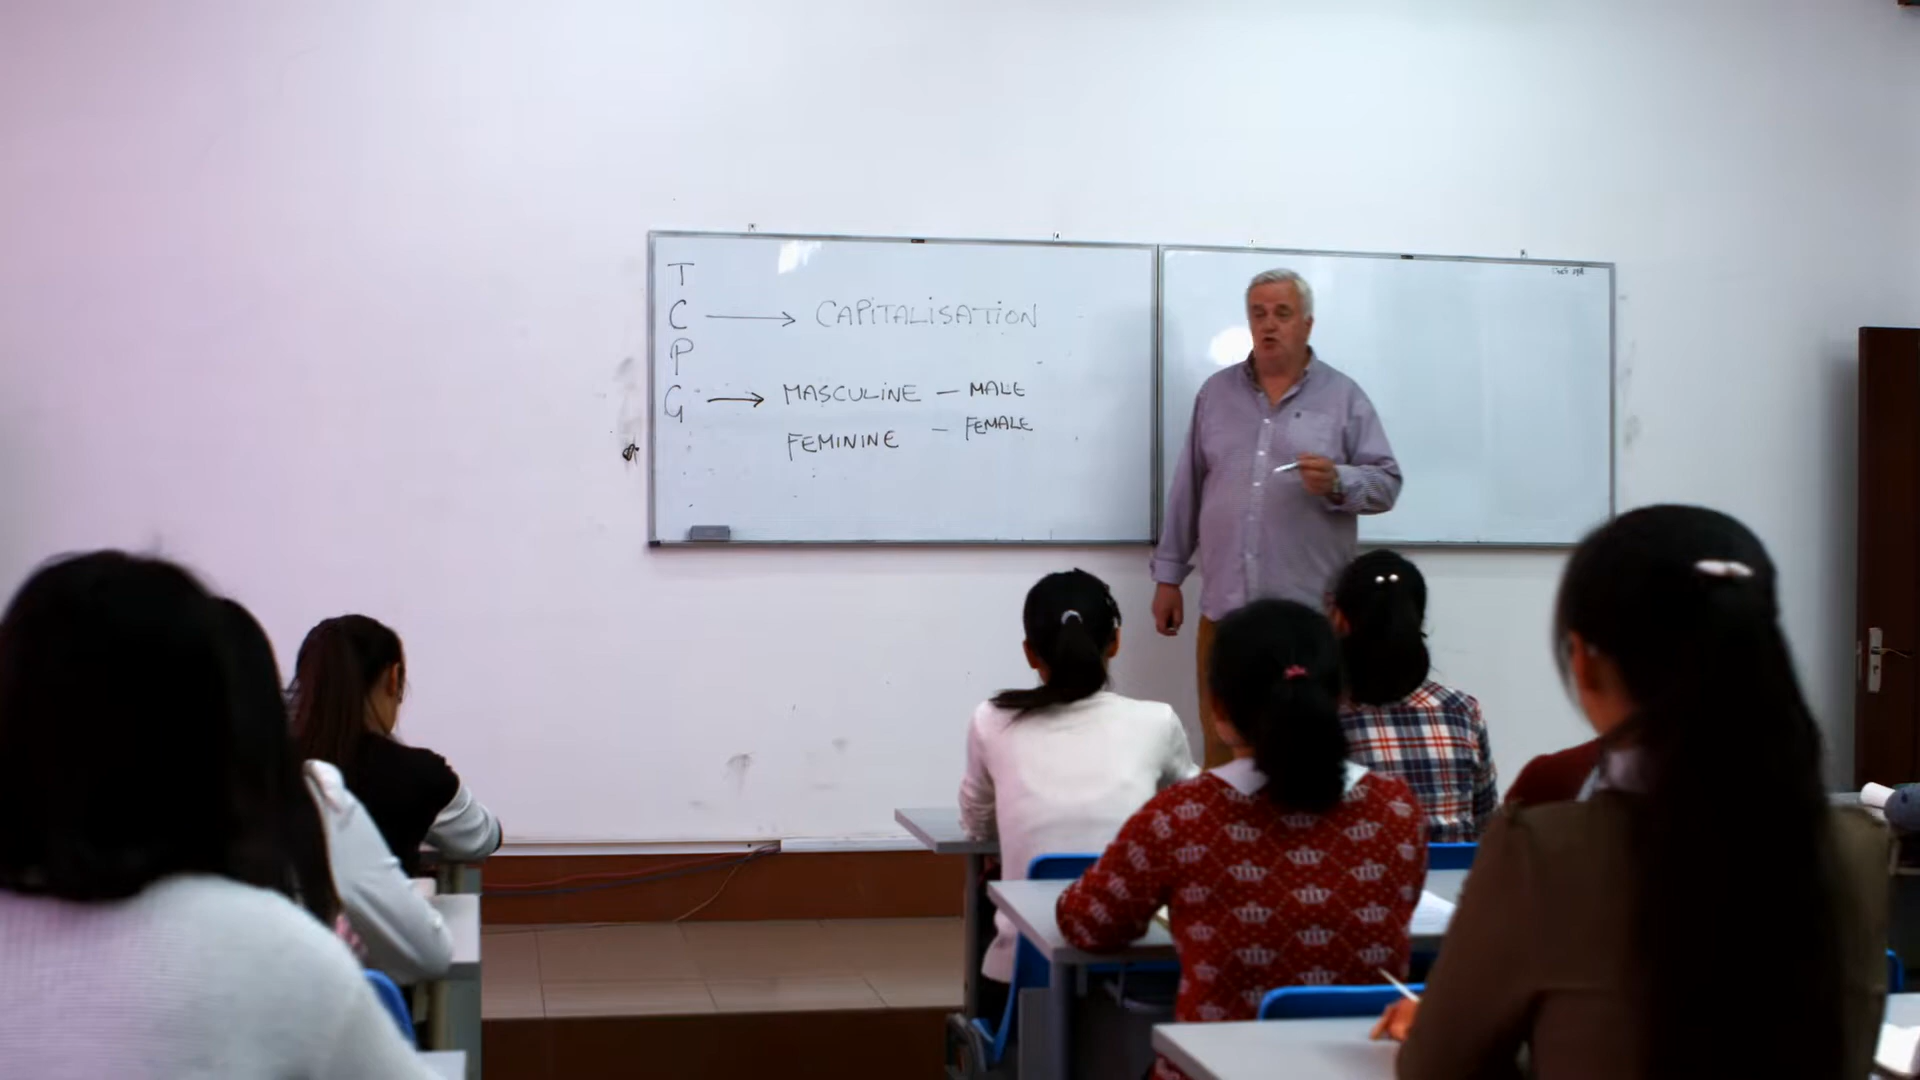 T
C → CAPITALISATION
P
G → MASCULINE – MALE
FEMININE – FEMALE